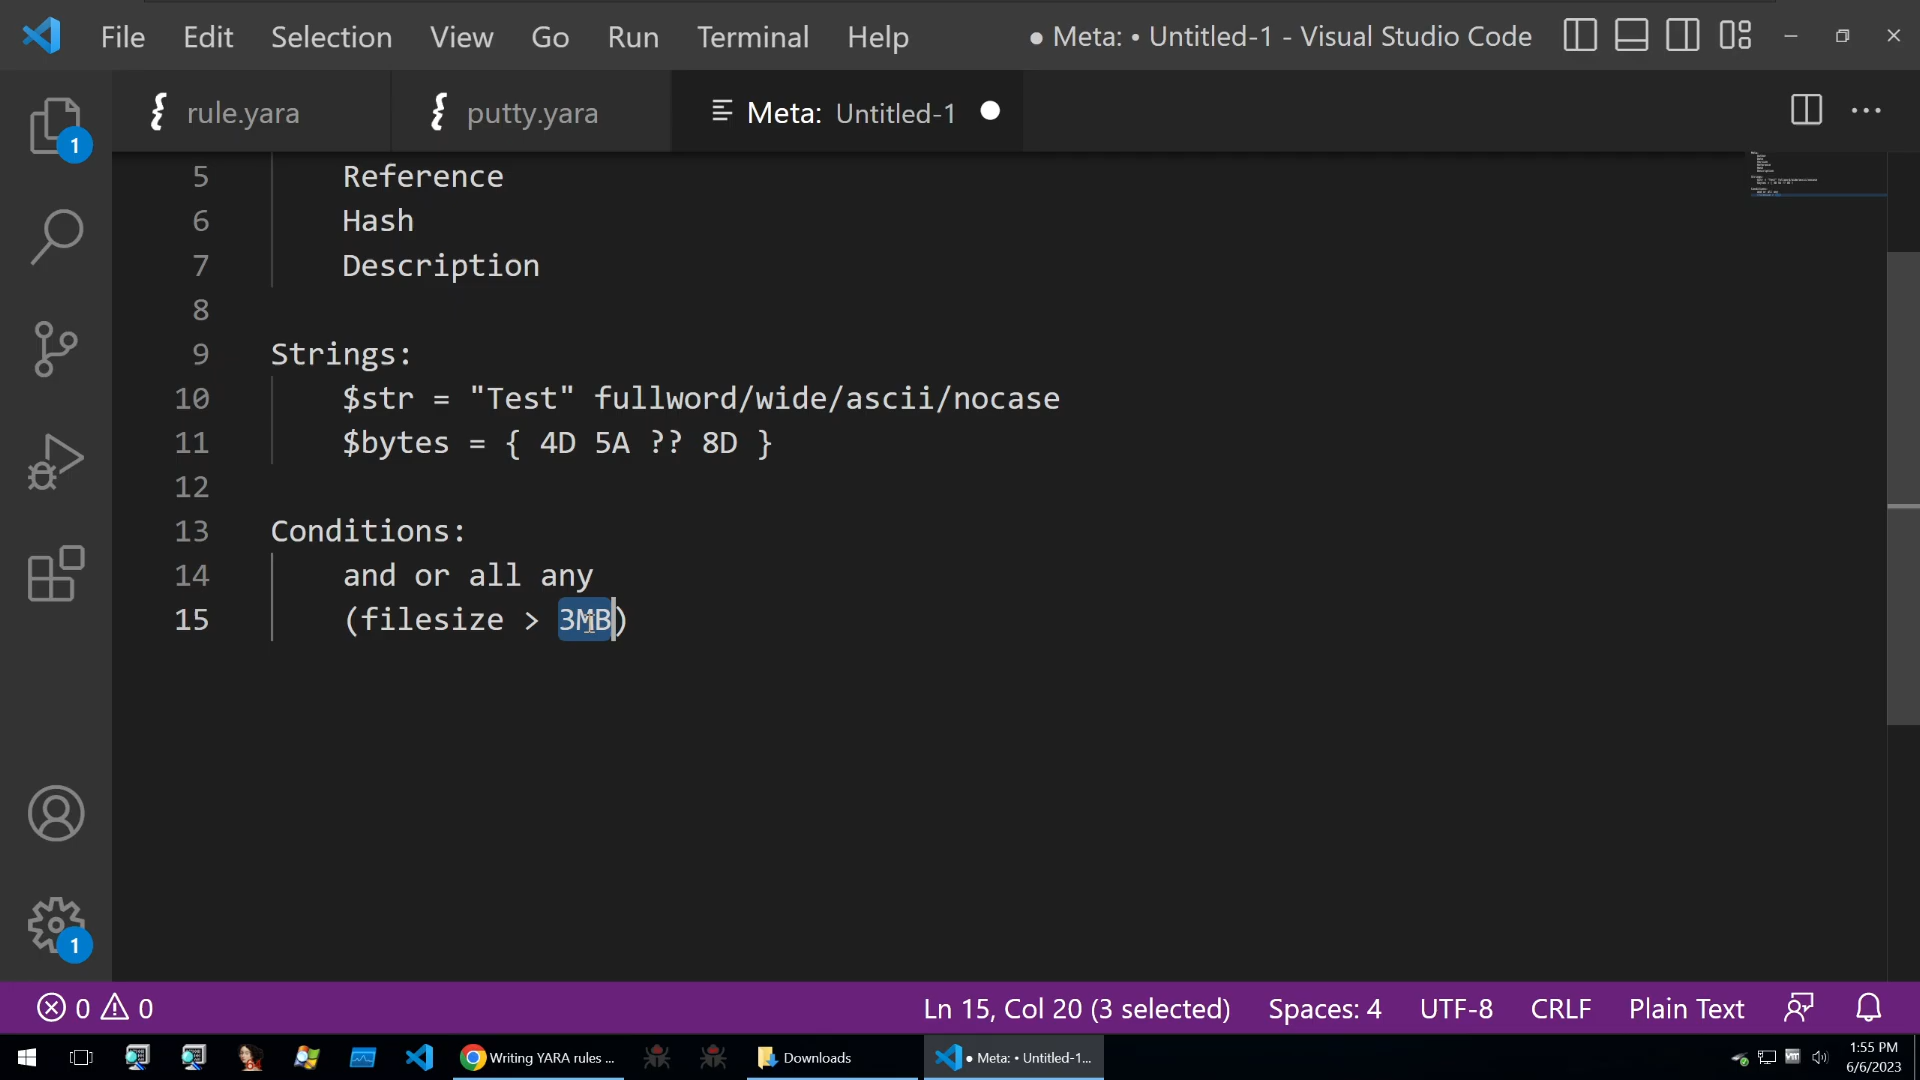 File Edit Selection View Go Run Terminal Help ● Meta: • Untitled-1 - Visual Studio Code
rule.yara putty.yara Meta: Untitled-1
1
5 Reference
6 Hash
7 Description
8
9 Strings:
10 $str = "Test" fullword/wide/ascii/nocase
11 $bytes = { 4D 5A ?? 8D }
12
13 Conditions:
14 and or all any
15 (filesize > 3MB)
1
0 0 Ln 15, Col 20 (3 selected) Spaces: 4 UTF-8 CRLF Plain Text
Writing YARA rules ... Downloads ● Meta: • Untitled-1... 1:55 PM
6/6/2023